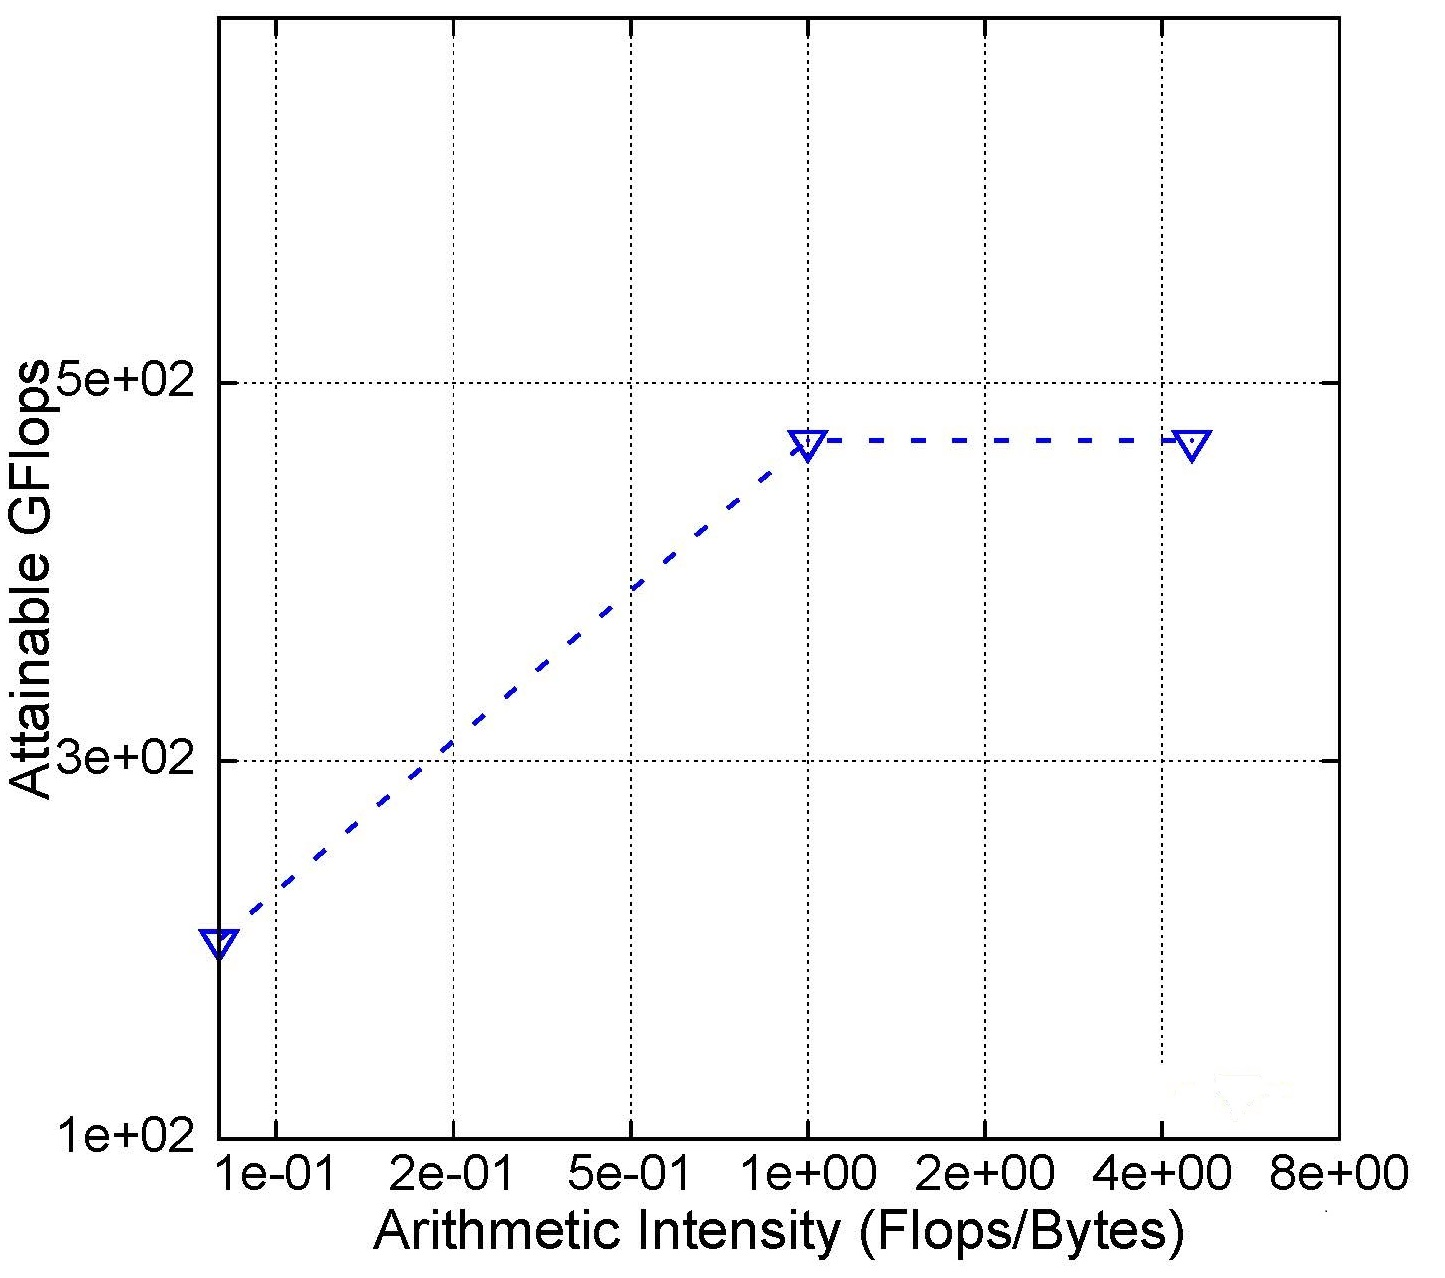 Attainable GFlops
5e+02
3e+02
1e+02
1e-01 2e-01 5e-01 1e+00 2e+00 4e+00 8e+00
Arithmetic Intensity (Flops/Bytes)